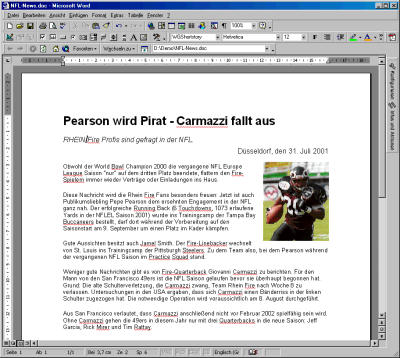 NFL-News.doc - Microsoft Word
Datei Bearbeiten Ansicht Einfügen Format Extras Tabelle Fenster ?
100%
WGShortstory Helvetica 12
Favoriten Wechseln zu D:\Demo\NFL-News.doc
Pearson wird Pirat - Carmazzi fallt aus
RHEIN Fire Profis sind gefragt in der NFL.
Düsseldorf, den 31. Juli 2001
Obwohl der World Bowl Champion 2000 die vergangene NFL Europe
League Saison "nur" auf dem dritten Platz beendete, flattern den Fire-
Spielern immer wieder Verträge oder Einladungen ins Haus.
Diese Nachricht wird die Rhein Fire Fans besonders freuen: Jetzt ist auch
Publikumsliebling Pepe Pearson dem ersehnten Engagement in der NFL
ganz nah. Der erfolgreiche Running Back (6 Touchdowns, 1073 erlaufene
Yards in der NFLEL Saison 2001) wurde ins Trainingscamp der Tampa Bay
Buccaneers bestellt, darf dort während der Vorbereitung auf den
Saisonstart am 9. September um einen Platz im Kader kämpfen.
Gute Aussichten besitzt auch Jamel Smith. Der Fire-Linebacker wechselt
von St. Louis ins Trainingscamp der Pittsburgh Steelers. Zu dem Team also, bei dem Pearson während
der vergangenen NFL Saison im Practice Squad stand.
Weniger gute Nachrichten gibt es von Fire-Quarterback Giovanni Carmazzi zu berichten. Für den
Mann von den San Francisco 49ers ist die NFL Saison gelaufen bevor sie überhaupt begonnen hat.
Grund: Die alte Schulterverletzung, die Carmazzi zwang, Team Rhein Fire nach Woche 8 zu
verlassen. Untersuchungen in den USA ergaben, dass sich Carmazzi einen Bänderriss in der linken
Schulter zugezogen hat. Die notwendige Operation wird voraussichtlich am 8. August durchgeführt.
Aus San Francisco verlautet, dass Carmazzi anschließend nicht vor Februar 2002 spielfähig sein wird.
Ohne Carmazzi gehen die 49ers in diesem Jahr nur mit drei Quarterbacks in die neue Saison: Jeff
Garcia, Rick Mirer und Tim Rattay.
Seite 1 Ab 1 1/1 Bei 3,7 cm Ze 2 Sp 6 Englisch (G